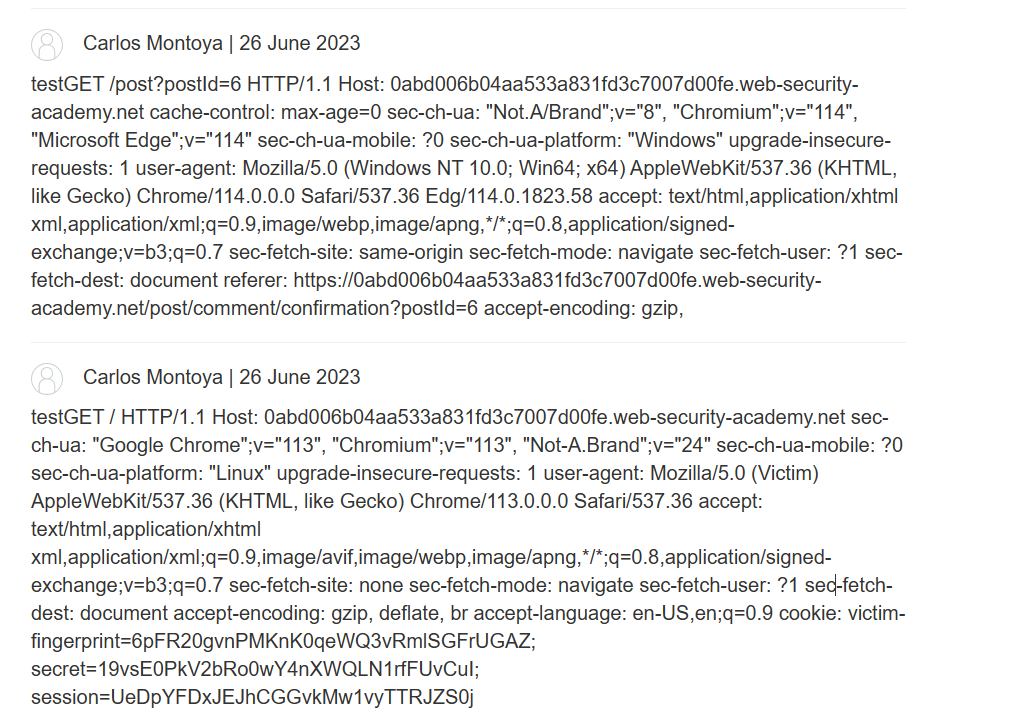 Carlos Montoya | 26 June 2023
testGET /post?postId=6 HTTP/1.1 Host: 0abd006b04aa533a831fd3c7007d00fe.web-security-
academy.net cache-control: max-age=0 sec-ch-ua: "Not.A/Brand";v="8", "Chromium";v="114",
"Microsoft Edge";v="114" sec-ch-ua-mobile: ?0 sec-ch-ua-platform: "Windows" upgrade-insecure-
requests: 1 user-agent: Mozilla/5.0 (Windows NT 10.0; Win64; x64) AppleWebKit/537.36 (KHTML,
like Gecko) Chrome/114.0.0.0 Safari/537.36 Edg/114.0.1823.58 accept: text/html,application/xhtml
xml,application/xml;q=0.9,image/webp,image/apng,*/*;q=0.8,application/signed-
exchange;v=b3;q=0.7 sec-fetch-site: same-origin sec-fetch-mode: navigate sec-fetch-user: ?1 sec-
fetch-dest: document referer: https://0abd006b04aa533a831fd3c7007d00fe.web-security-
academy.net/post/comment/confirmation?postId=6 accept-encoding: gzip,
Carlos Montoya | 26 June 2023
testGET / HTTP/1.1 Host: 0abd006b04aa533a831fd3c7007d00fe.web-security-academy.net sec-
ch-ua: "Google Chrome";v="113", "Chromium";v="113", "Not-A.Brand";v="24" sec-ch-ua-mobile: ?0
sec-ch-ua-platform: "Linux" upgrade-insecure-requests: 1 user-agent: Mozilla/5.0 (Victim)
AppleWebKit/537.36 (KHTML, like Gecko) Chrome/113.0.0.0 Safari/537.36 accept:
text/html,application/xhtml
xml,application/xml;q=0.9,image/avif,image/webp,image/apng,*/*;q=0.8,application/signed-
exchange;v=b3;q=0.7 sec-fetch-site: none sec-fetch-mode: navigate sec-fetch-user: ?1 sec-fetch-
dest: document accept-encoding: gzip, deflate, br accept-language: en-US,en;q=0.9 cookie: victim-
fingerprint=6pFR20gvnPMKnK0qeWQ3vRmlSGFrUGAZ;
secret=19vsE0PkV2bRo0wY4nXWQLN1rfFUvCuI;
session=UeDpYFDxJEJhCGGvkMw1vyTTRJZS0j